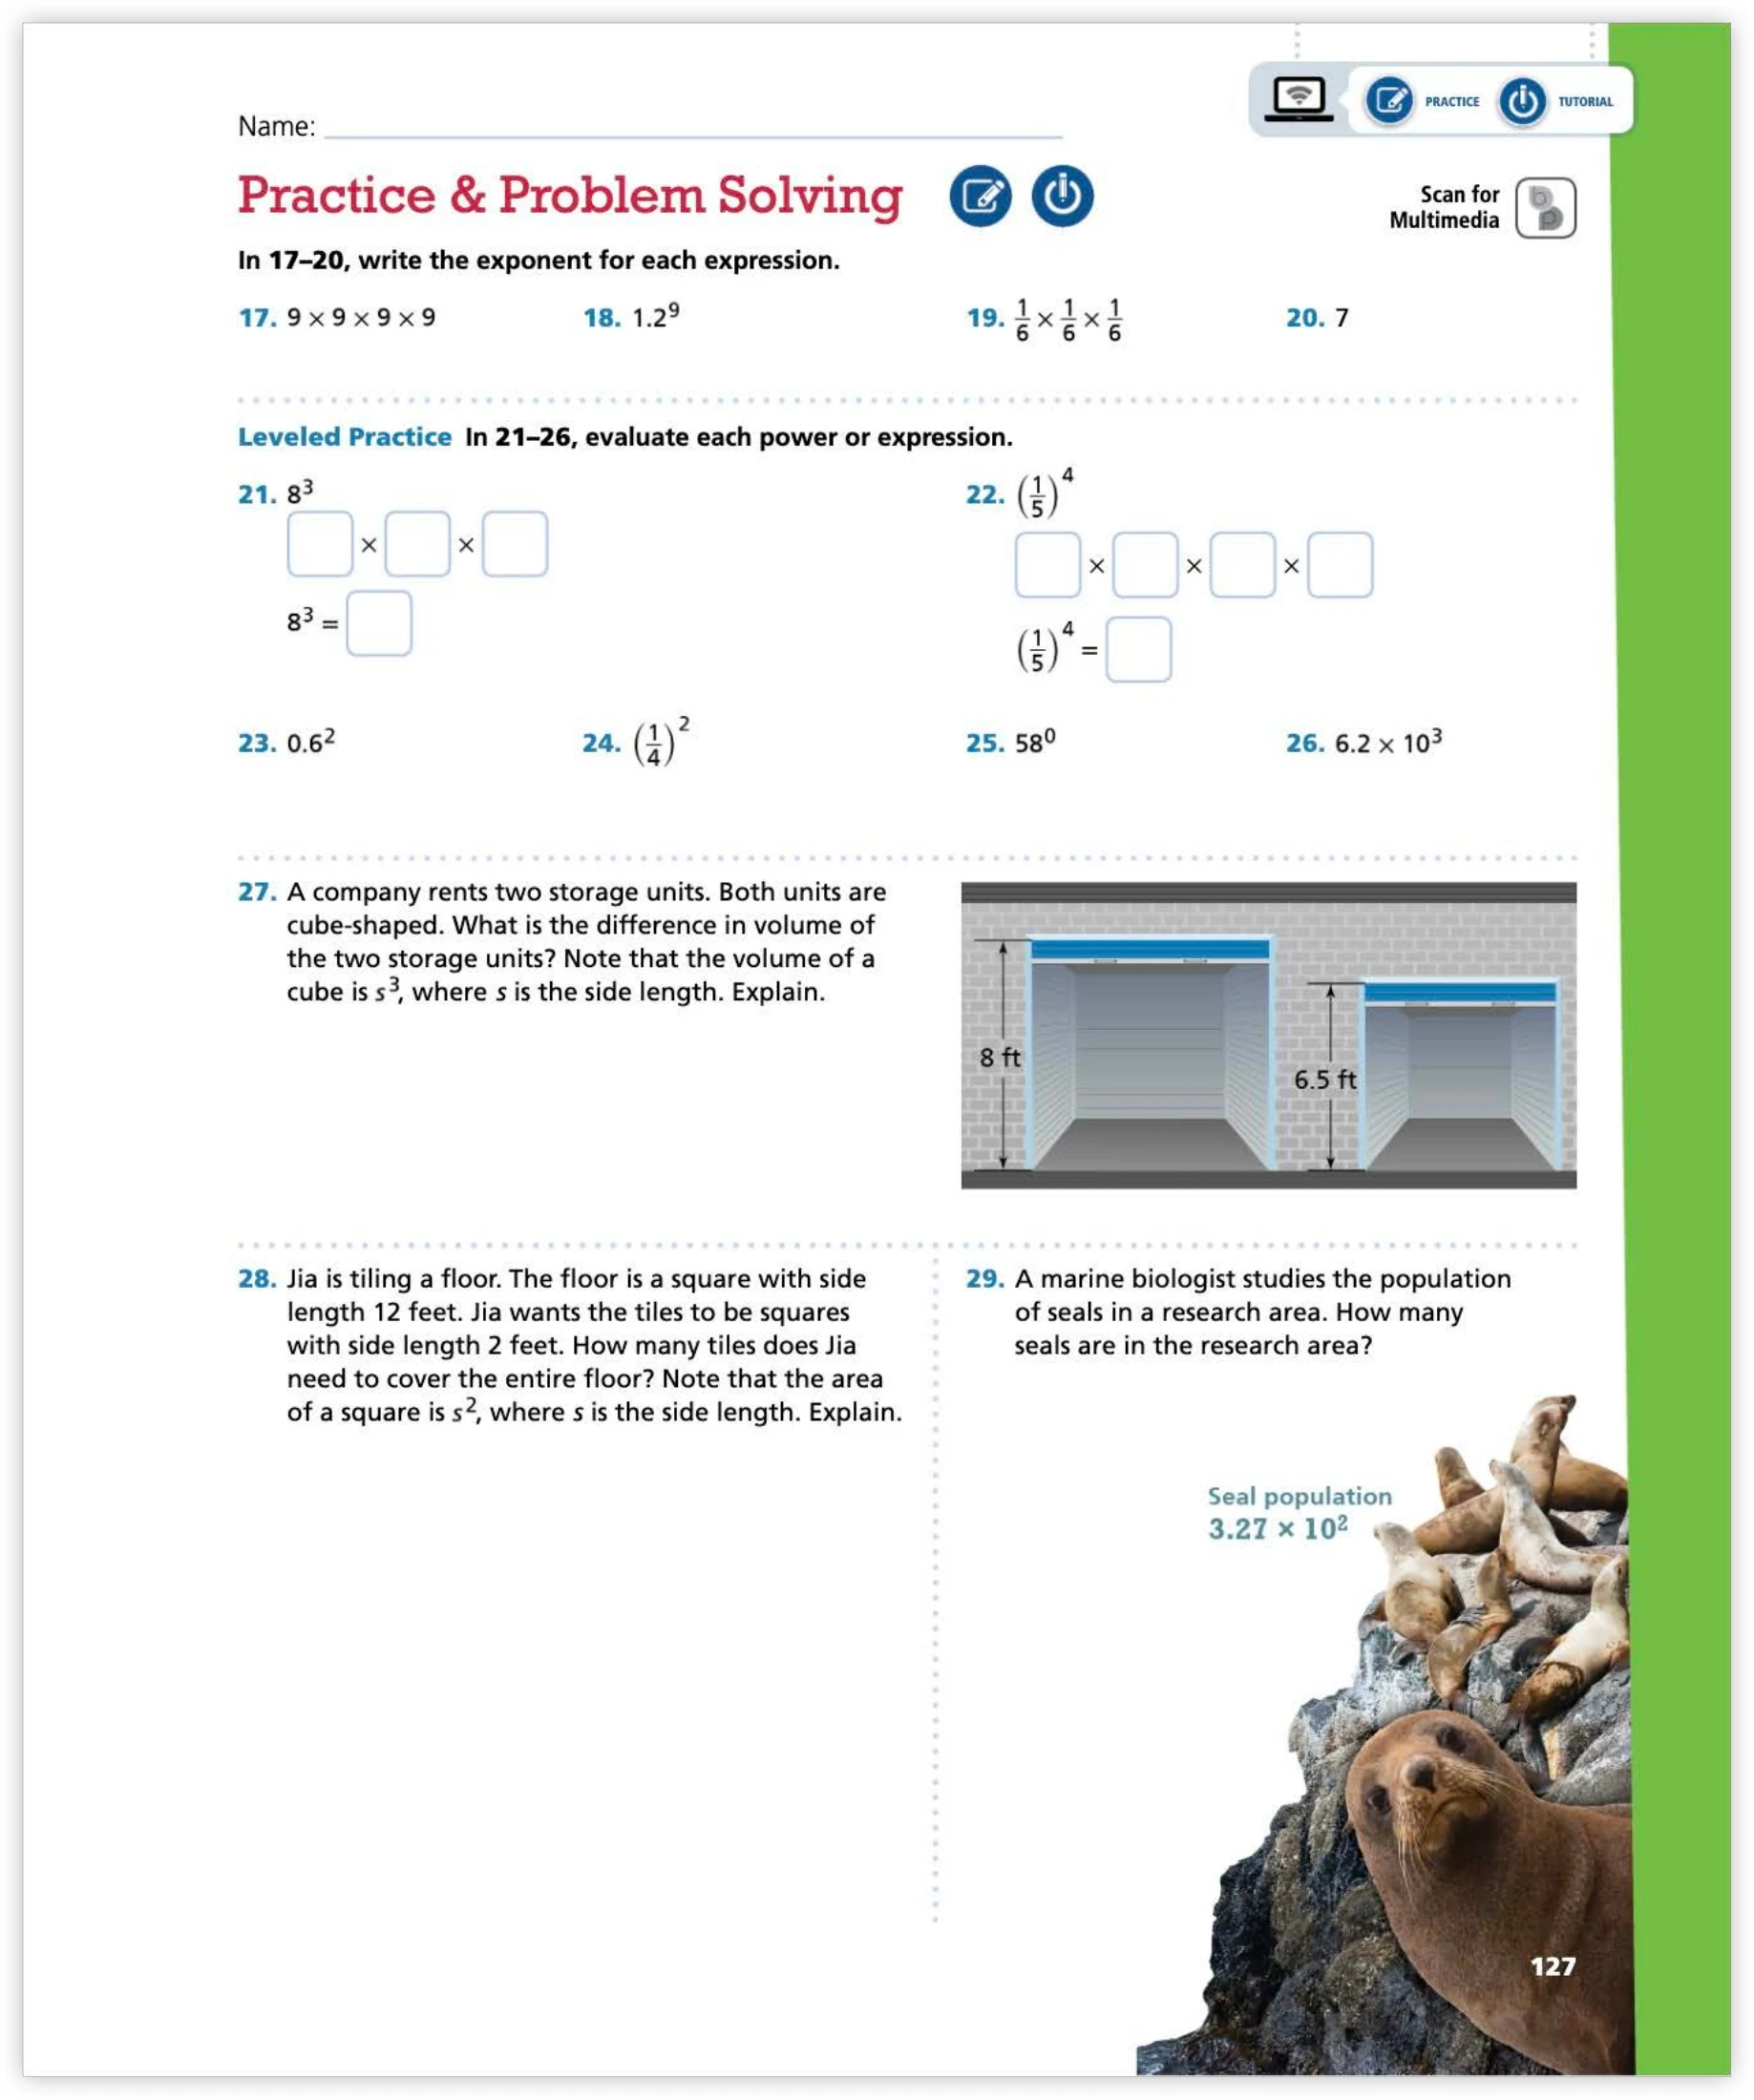 PRACTICE TUTORIAL
Name:
Practice & Problem Solving
Scan for
Multimedia
In 17–20, write the exponent for each expression.
17. 9 × 9 × 9 × 9 18. 1.2⁹ 19. 1/6 × 1/6 × 1/6 20. 7
Leveled Practice In 21–26, evaluate each power or expression.
21. 8³ 22. (1/5)⁴
× × × × ×
8³ = (1/5)⁴ =
23. 0.6² 24. (1/4)² 25. 58⁰ 26. 6.2 × 10³
27. A company rents two storage units. Both units are
cube-shaped. What is the difference in volume of
the two storage units? Note that the volume of a
cube is s³, where s is the side length. Explain.
8 ft
6.5 ft
28. Jia is tiling a floor. The floor is a square with side
length 12 feet. Jia wants the tiles to be squares
with side length 2 feet. How many tiles does Jia
need to cover the entire floor? Note that the area
of a square is s², where s is the side length. Explain.
29. A marine biologist studies the population
of seals in a research area. How many
seals are in the research area?
Seal population
3.27 × 10²
127